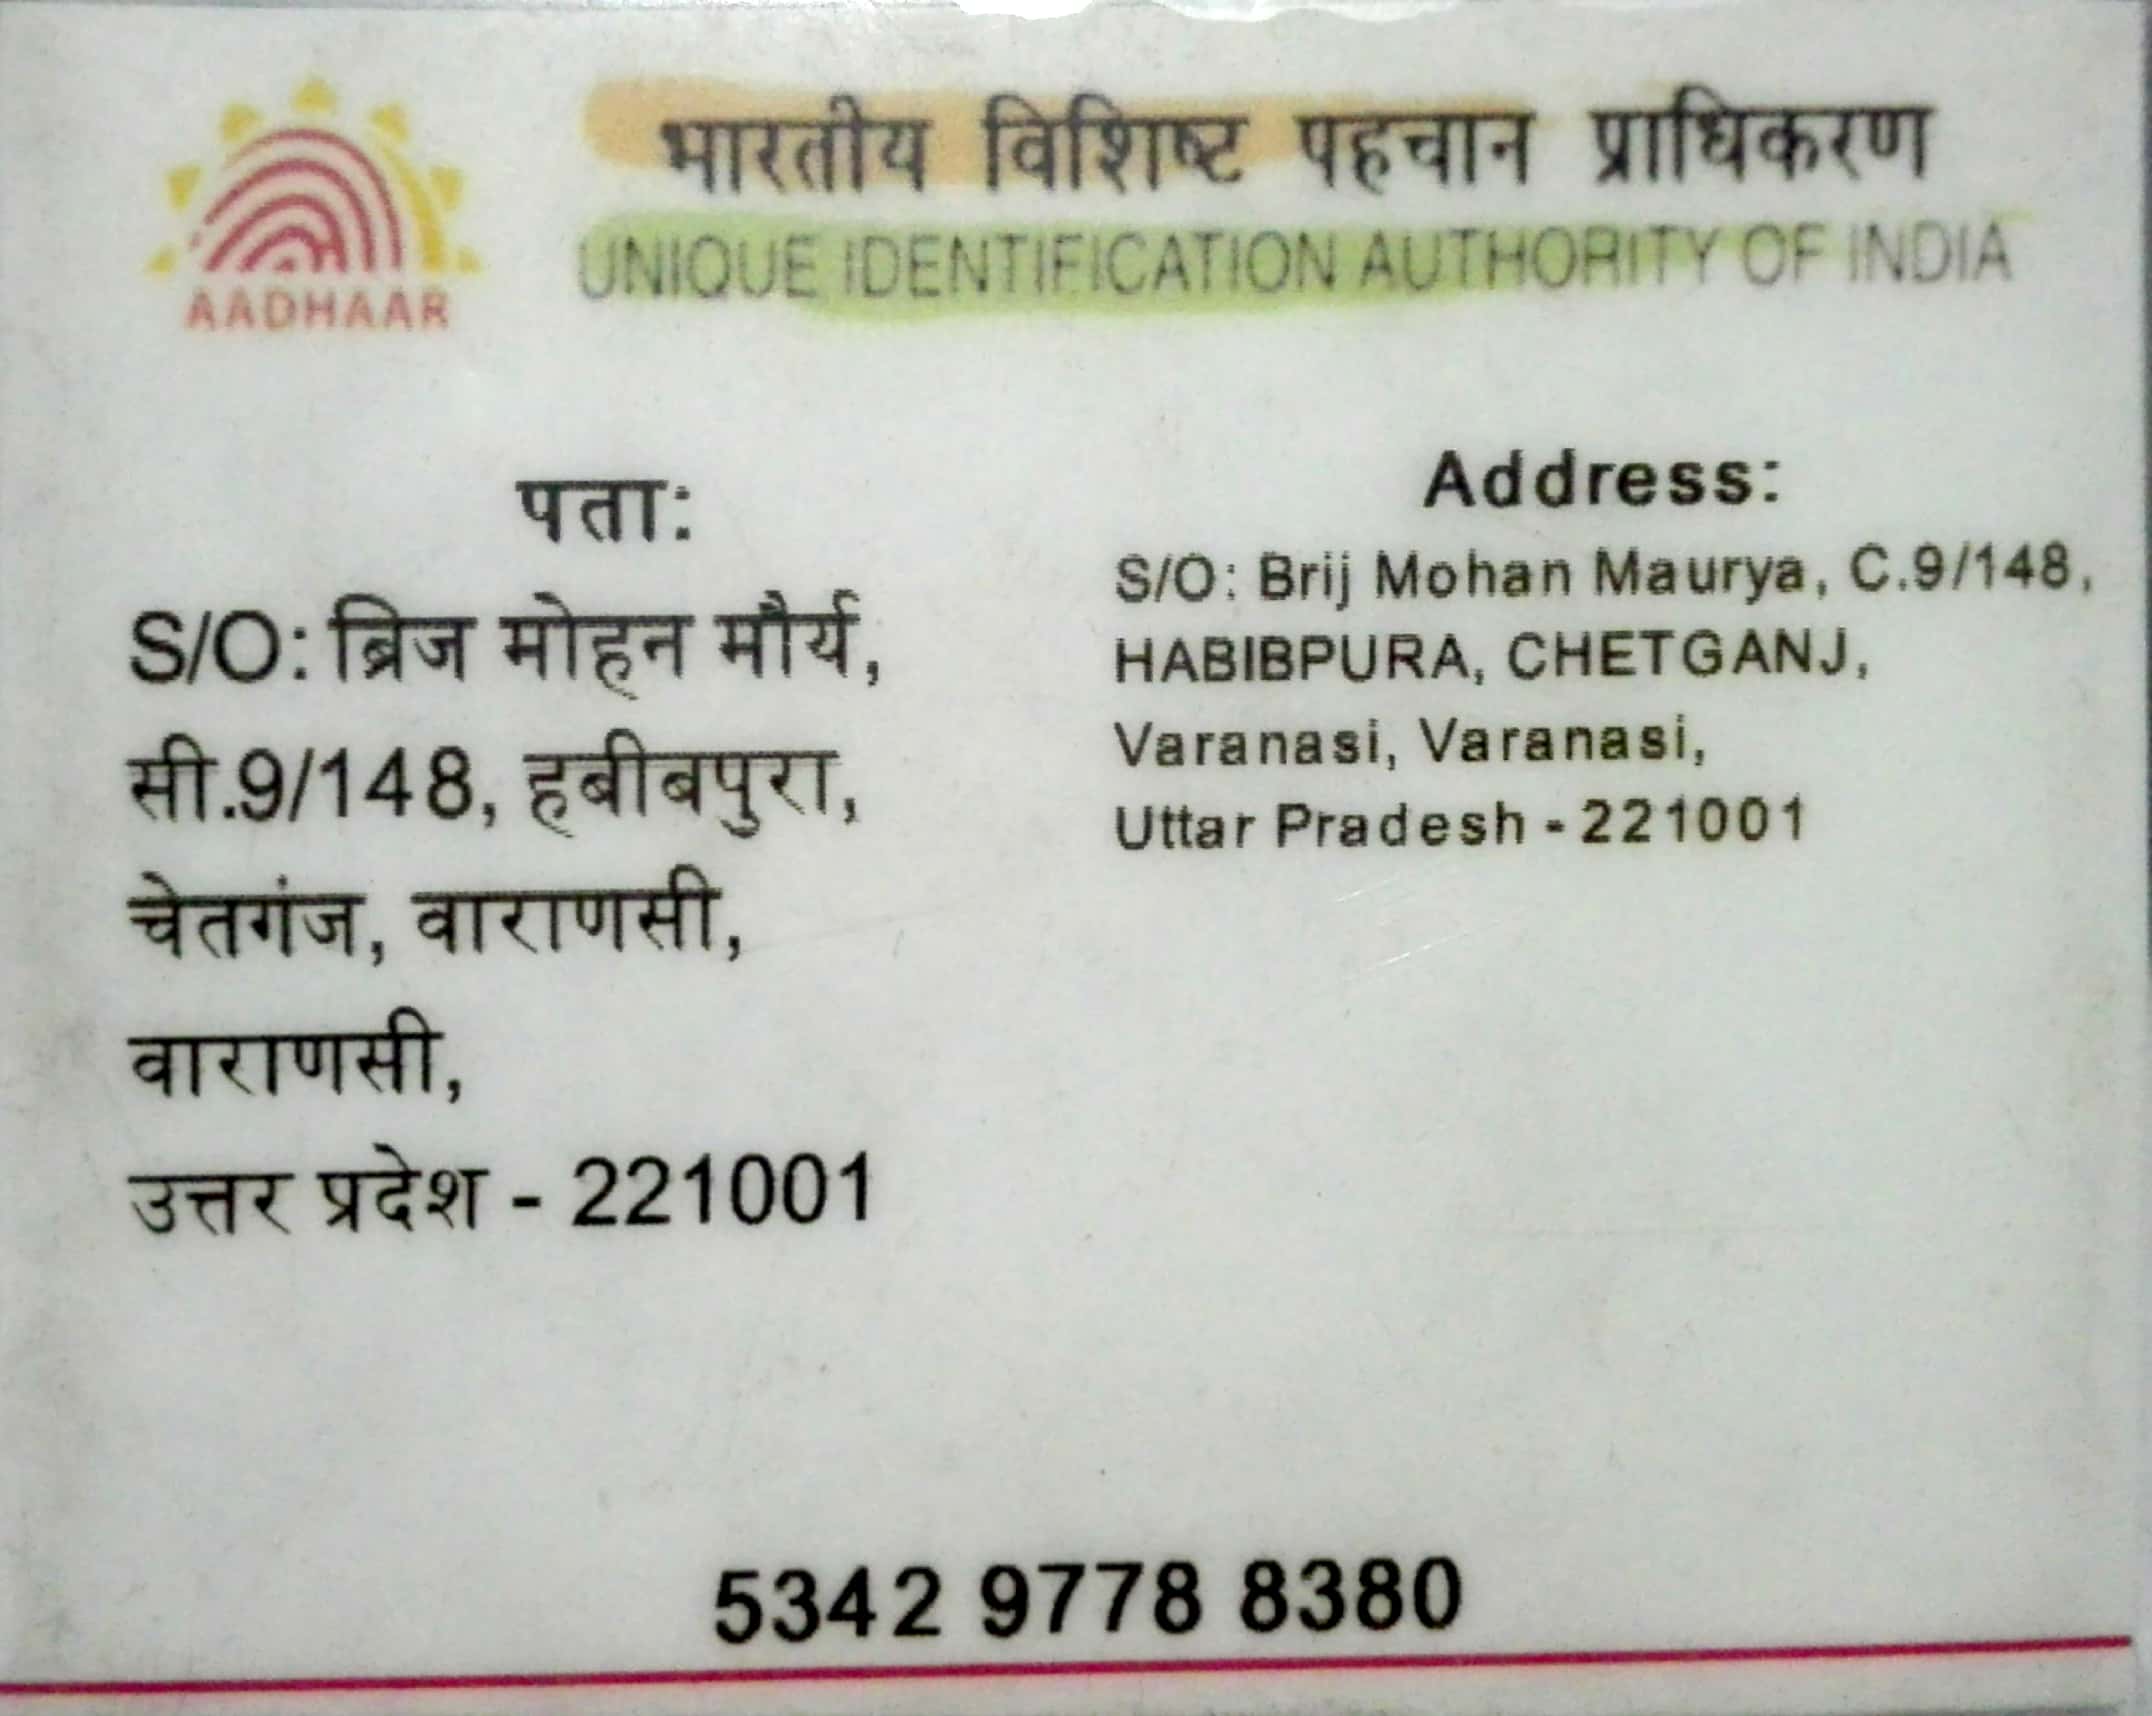 भारतीय विशिष्ट पहचान प्राधिकरण
UNIQUE IDENTIFICATION AUTHORITY OF INDIA
AADHAAR
पताः
S/O: ब्रिज मोहन मौर्य,
सी.9/148, हबीबपुरा,
चेतगंज, वाराणसी,
वाराणसी,
उत्तर प्रदेश - 221001
Address:
S/O: Brij Mohan Maurya, C.9/148,
HABIBPURA, CHETGANJ,
Varanasi, Varanasi,
Uttar Pradesh - 221001
5342 9778 8380